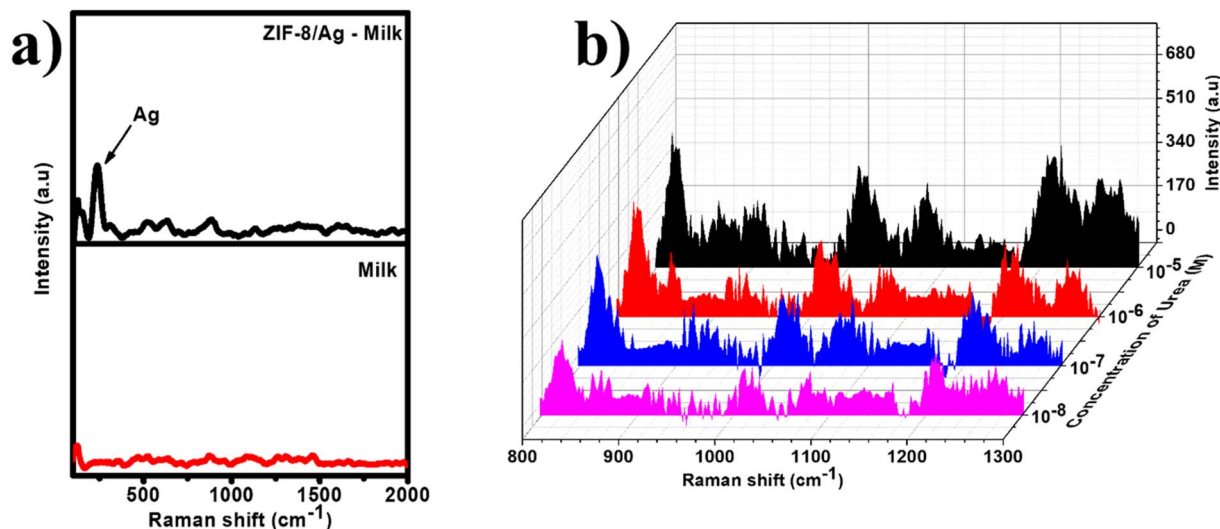 a)
ZIF-8/Ag - Milk
Ag
Milk
Intensity (a.u)
500 1000 1500 2000
Raman shift (cm⁻¹)
b)
680
510
340
170
0
Intensity (a.u)
10⁻⁵
10⁻⁶
10⁻⁷
10⁻⁸
Concentration of Urea (M)
800 900 1000 1100 1200 1300
Raman shift (cm⁻¹)